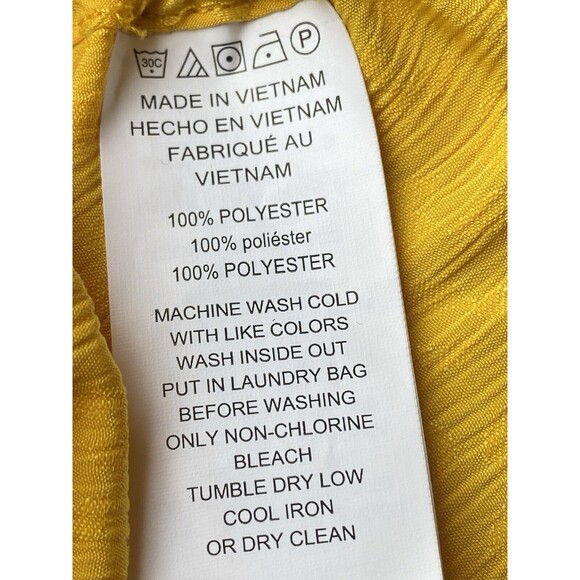 30C P
MADE IN VIETNAM
HECHO EN VIETNAM
FABRIQUÉ AU
VIETNAM
100% POLYESTER
100% poliéster
100% POLYESTER
MACHINE WASH COLD
WITH LIKE COLORS
WASH INSIDE OUT
PUT IN LAUNDRY BAG
BEFORE WASHING
ONLY NON-CHLORINE
BLEACH
TUMBLE DRY LOW
COOL IRON
OR DRY CLEAN